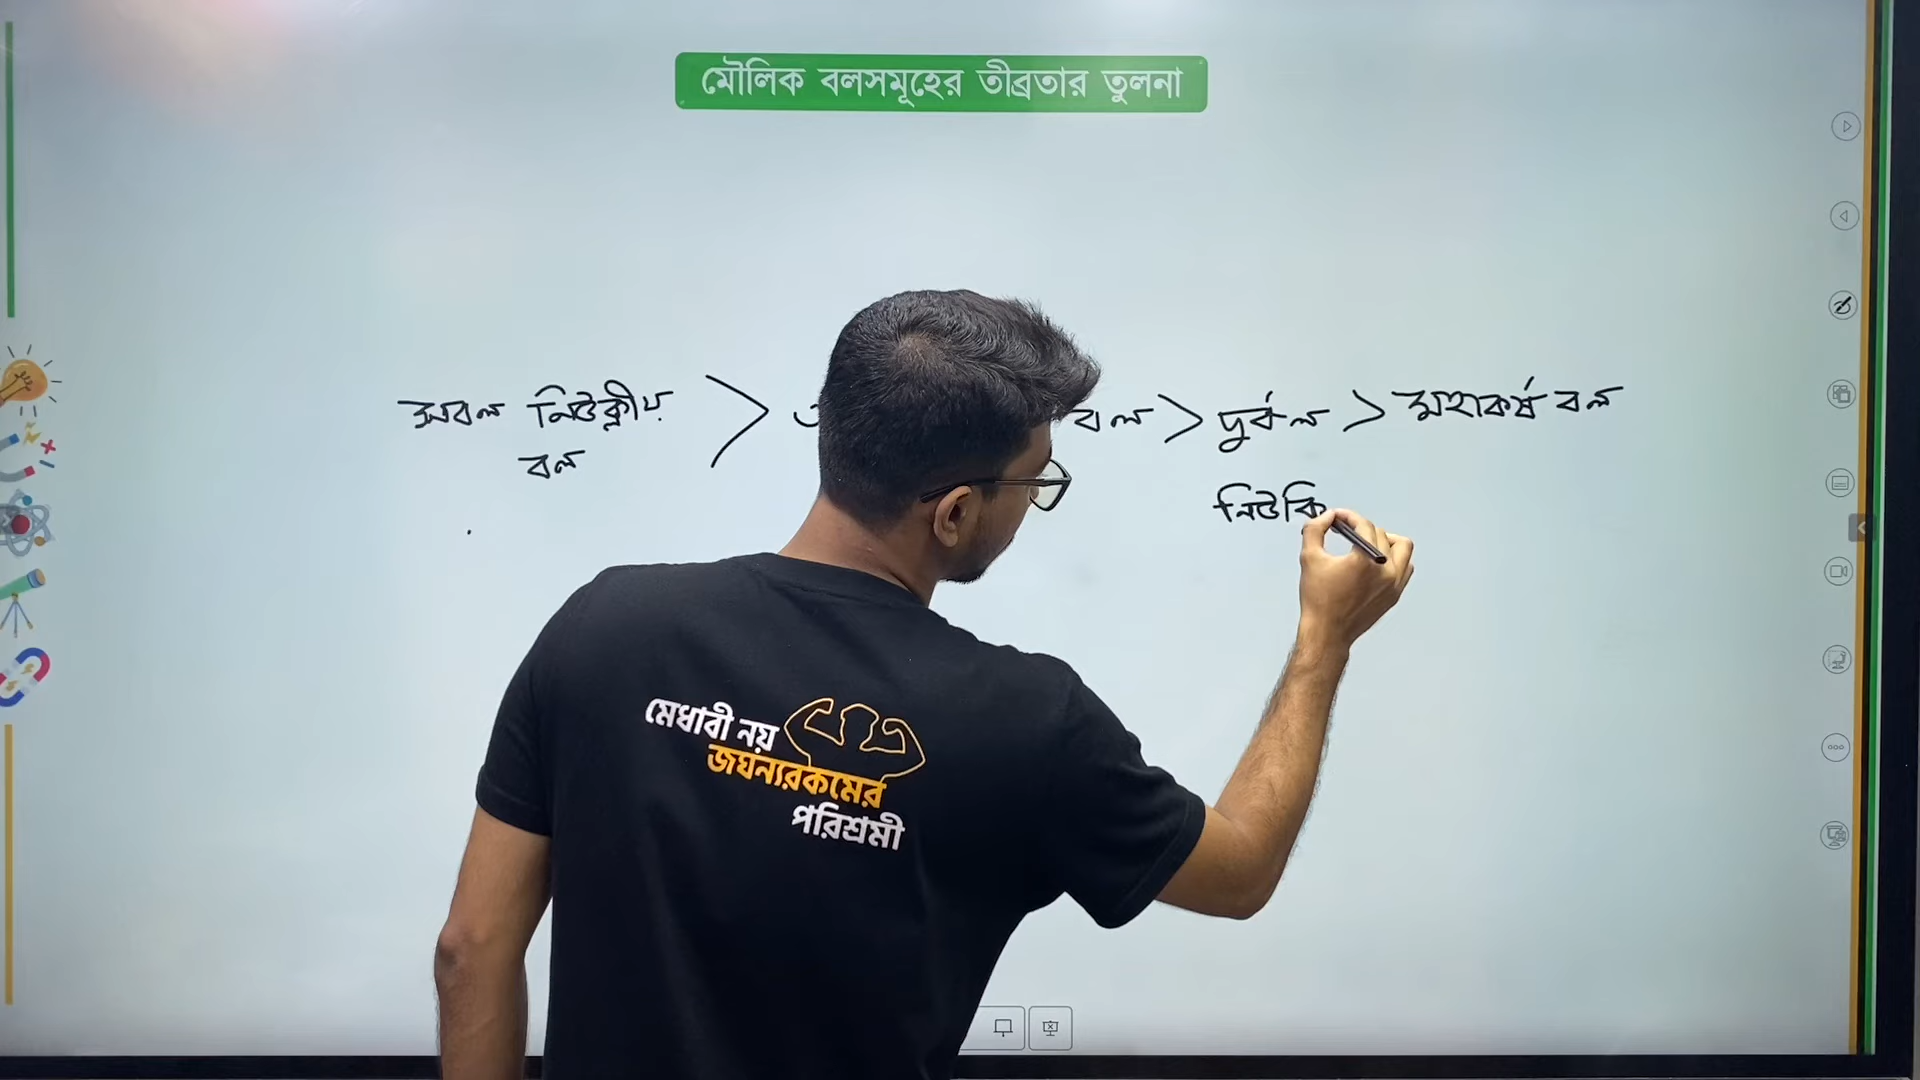 মৌলিক বলসমূহের তীব্রতার তুলনা
সবল নিউক্লীয় > বল > দুর্বল > মহাকর্ষ বল
বল
নিউকি
মেধাবী নয়
জঘন্যরকমের
পরিশ্রমী